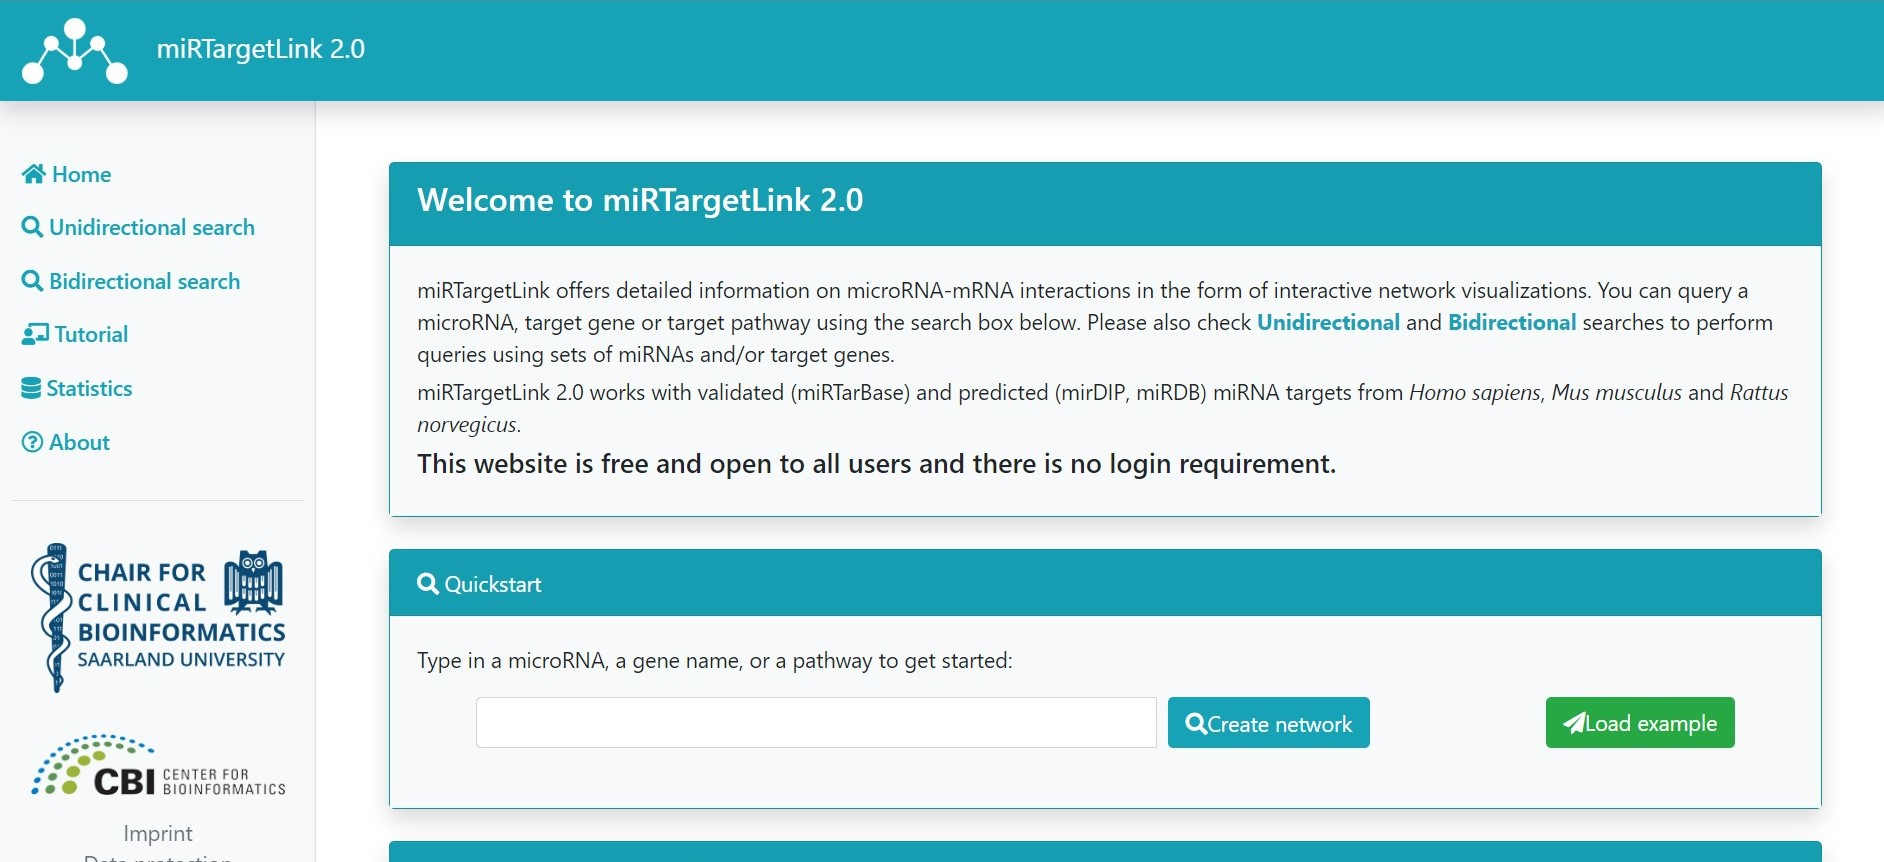 miRTargetLink 2.0
Home
Unidirectional search
Bidirectional search
Tutorial
Statistics
About
CHAIR FOR
CLINICAL
BIOINFORMATICS
SAARLAND UNIVERSITY
CBI CENTER FOR
BIOINFORMATICS
Imprint
Data protection
Welcome to miRTargetLink 2.0
miRTargetLink offers detailed information on microRNA-mRNA interactions in the form of interactive network visualizations. You can query a
microRNA, target gene or target pathway using the search box below. Please also check Unidirectional and Bidirectional searches to perform
queries using sets of miRNAs and/or target genes.
miRTargetLink 2.0 works with validated (miRTarBase) and predicted (mirDIP, miRDB) miRNA targets from Homo sapiens, Mus musculus and Rattus
norvegicus.
This website is free and open to all users and there is no login requirement.
Quickstart
Type in a microRNA, a gene name, or a pathway to get started:
Create network
Load example